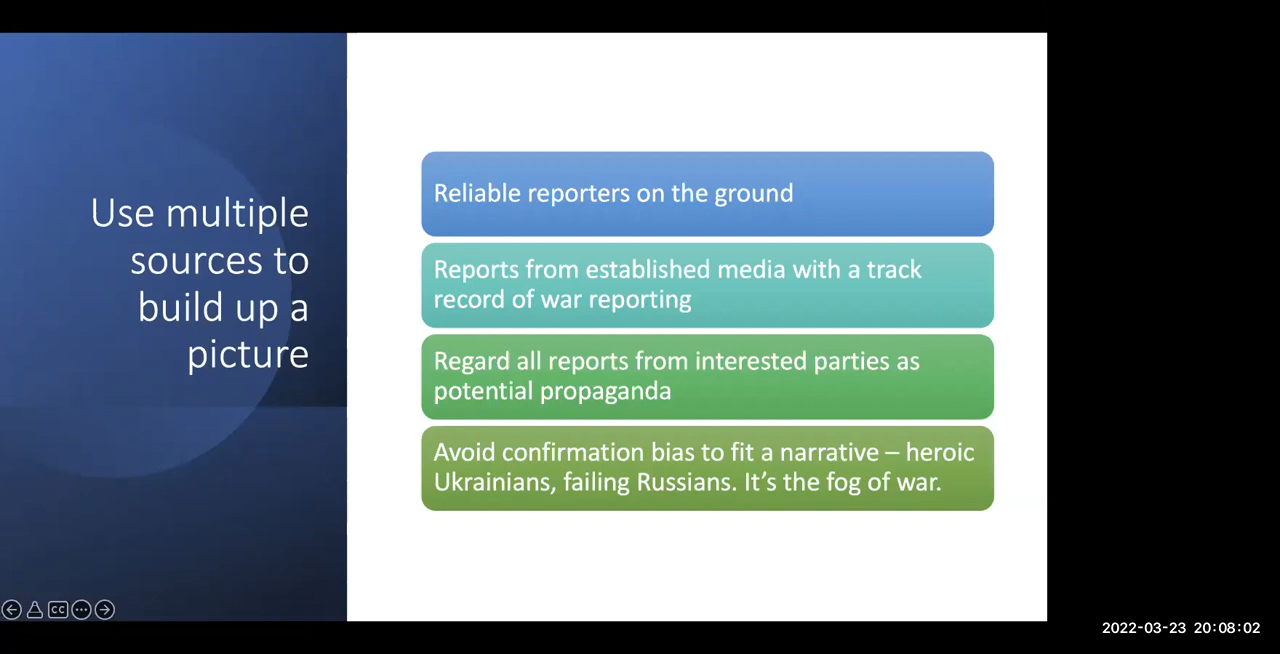 Use multiple
sources to
build up a
picture
Reliable reporters on the ground
Reports from established media with a track
record of war reporting
Regard all reports from interested parties as
potential propaganda
Avoid confirmation bias to fit a narrative – heroic
Ukrainians, failing Russians. It’s the fog of war.
CC
2022-03-23 20:08:02